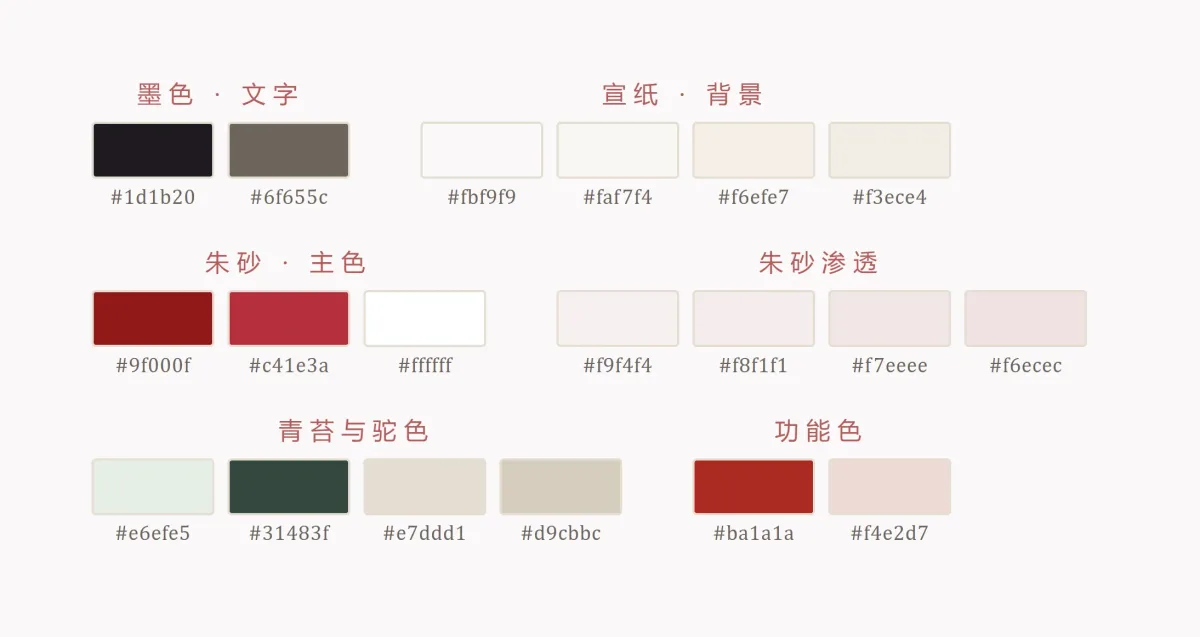 墨色 · 文字
#1d1b20 #6f655c
宣纸 · 背景
#fbf9f9 #faf7f4 #f6efe7 #f3ece4
朱砂 · 主色
#9f000f #c41e3a #ffffff
朱砂渗透
#f9f4f4 #f8f1f1 #f7eeee #f6ecec
青苔与驼色
#e6efe5 #31483f #e7ddd1 #d9cbbc
功能色
#ba1a1a #f4e2d7